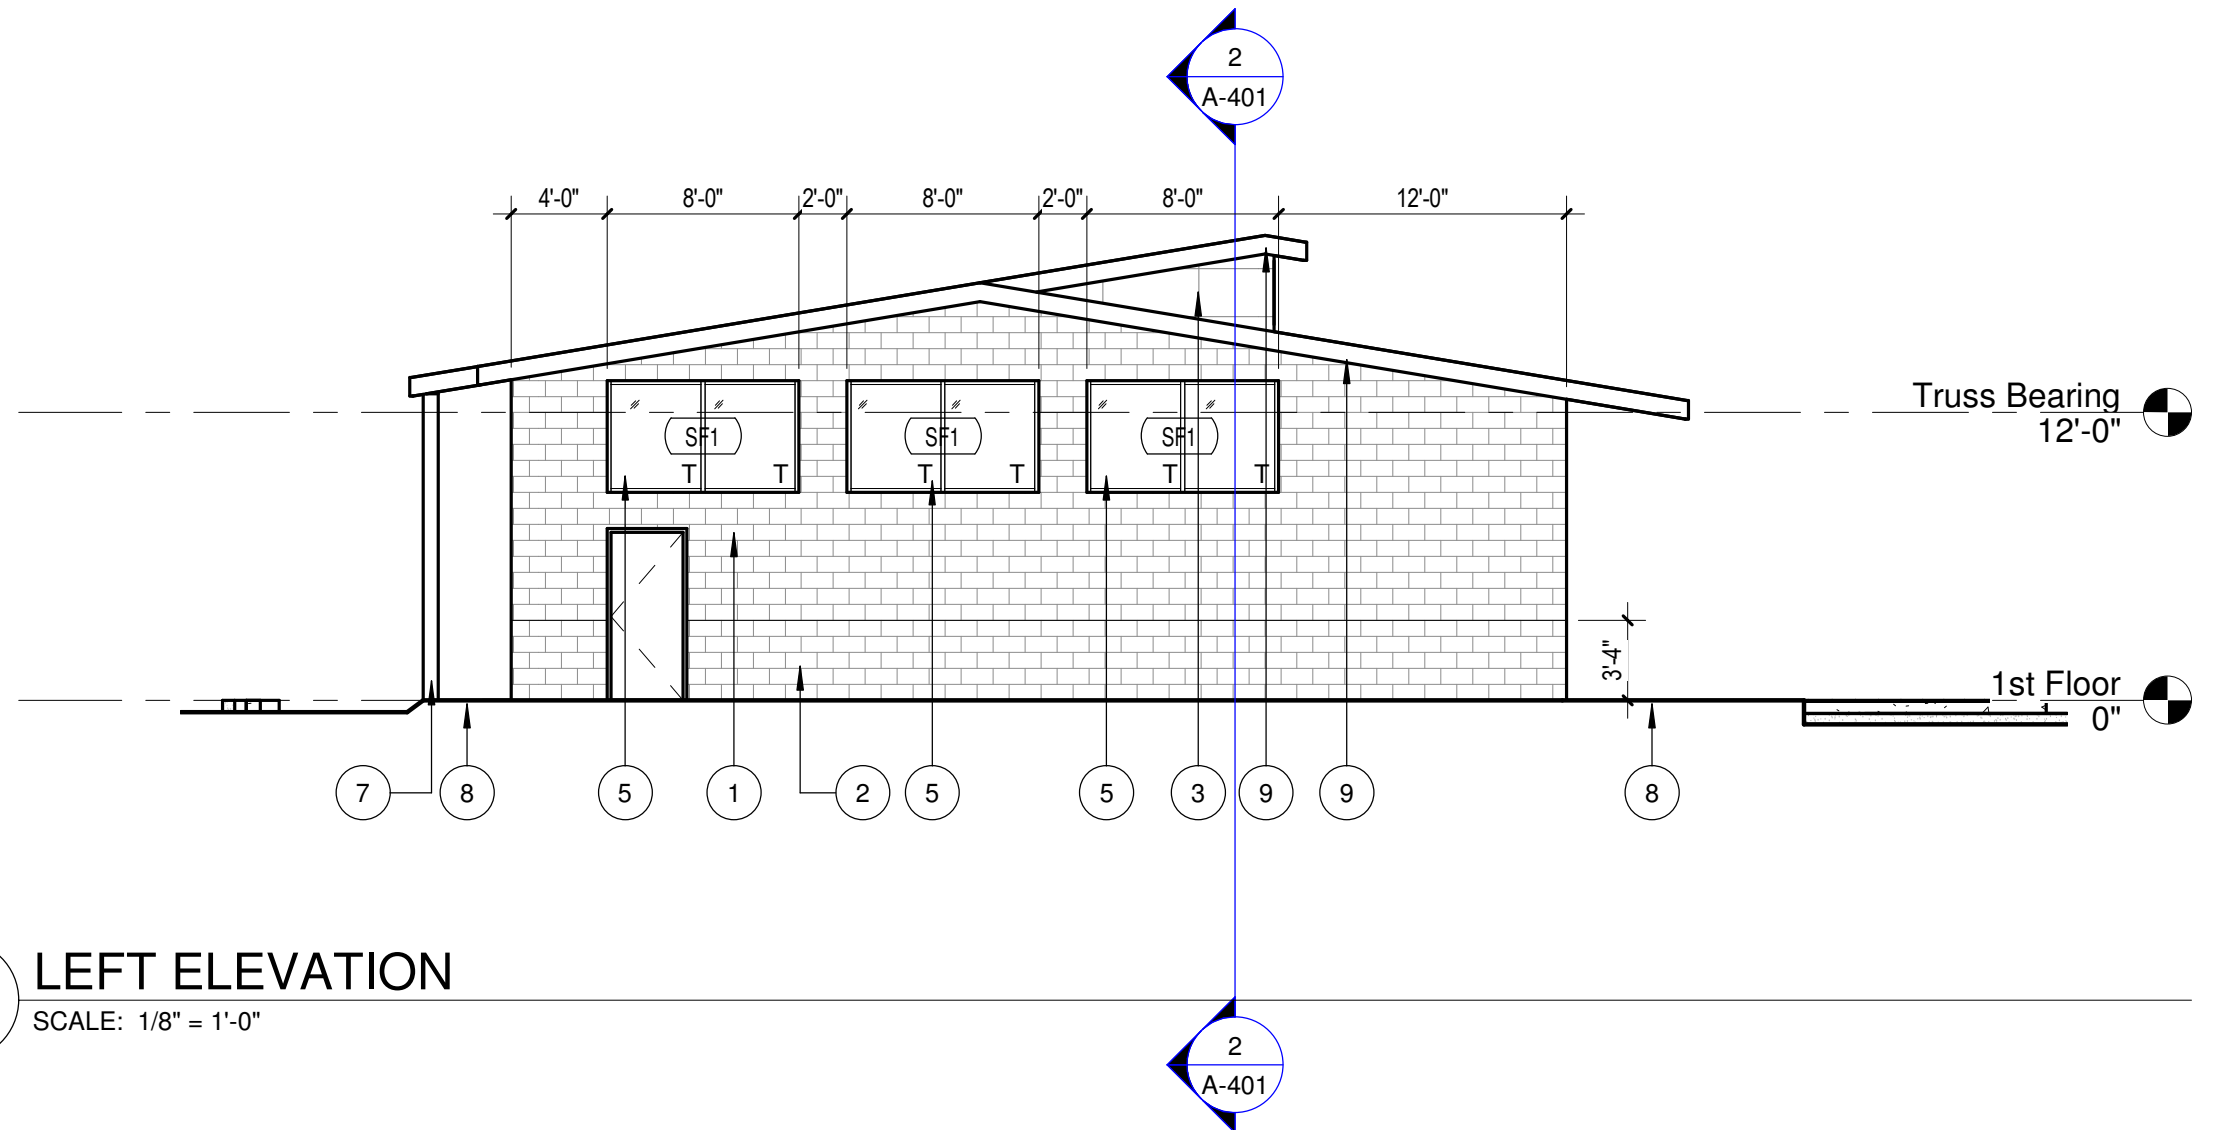 2
A-401
4'-0" 8'-0" 2'-0" 8'-0" 2'-0" 8'-0" 12'-0"
Truss Bearing
12'-0"
SF1 SF1 SF1
T T T T T T
3'-4"
1st Floor
0"
7 8 5 1 2 5 5 3 9 9 8
LEFT ELEVATION
SCALE: 1/8" = 1'-0"
2
A-401